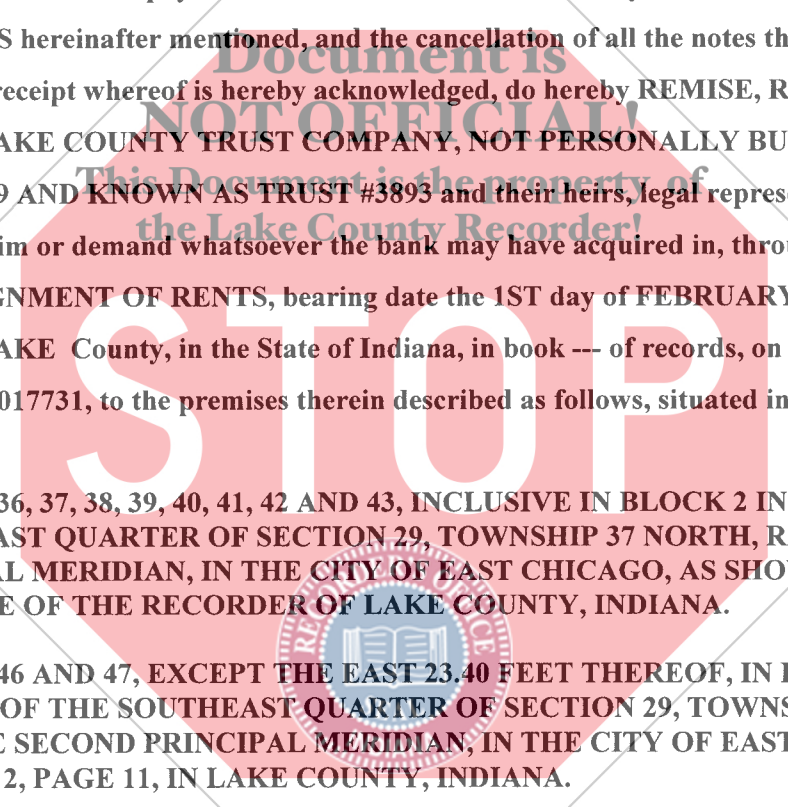 S hereinafter mentioned, and the cancellation of all the notes th
Document is
receipt whereof is hereby acknowledged, do hereby REMISE, R
NOT OFFICIAL!
AKE COUNTY TRUST COMPANY, NOT PERSONALLY BU
This Document is the property of
9 AND KNOWN AS TRUST #3893 and their heirs, legal represe
the Lake County Recorder!
im or demand whatsoever the bank may have acquired in, throu
GNMENT OF RENTS, bearing date the 1ST day of FEBRUARY
AKE County, in the State of Indiana, in book --- of records, on
017731, to the premises therein described as follows, situated in
STOP
36, 37, 38, 39, 40, 41, 42 AND 43, INCLUSIVE IN BLOCK 2 IN
AST QUARTER OF SECTION 29, TOWNSHIP 37 NORTH, RA
AL MERIDIAN, IN THE CITY OF EAST CHICAGO, AS SHOW
E OF THE RECORDER OF LAKE COUNTY, INDIANA.
46 AND 47, EXCEPT THE EAST 23.40 FEET THEREOF, IN B
OF THE SOUTHEAST QUARTER OF SECTION 29, TOWNS
E SECOND PRINCIPAL MERIDIAN, IN THE CITY OF EAST
2, PAGE 11, IN LAKE COUNTY, INDIANA.